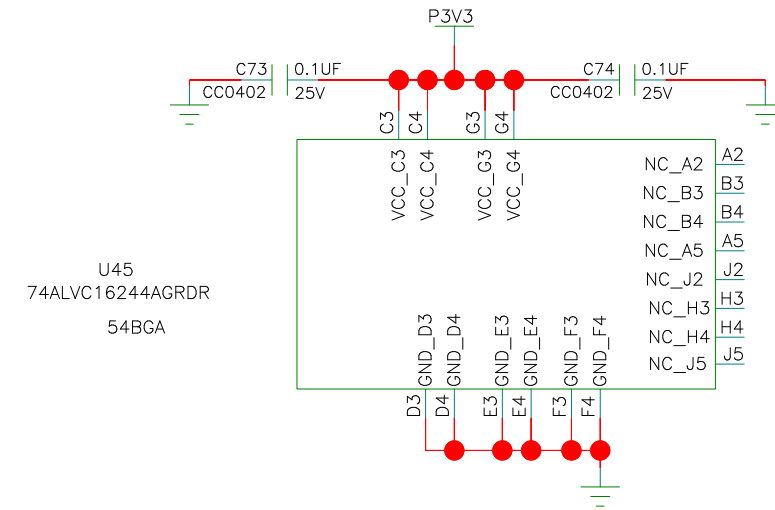 P3V3
C73 0.1UF
CC0402 25V
C74 0.1UF
CC0402 25V
C3 C4 G3 G4
VCC_C3 VCC_C4 VCC_G3 VCC_G4
NC_A2 A2
NC_B3 B3
NC_B4 B4
NC_A5 A5
NC_J2 J2
NC_H3 H3
NC_H4 H4
NC_J5 J5
U45
74ALVC16244AGRDR
54BGA
GND_D3 GND_D4 GND_E3 GND_E4 GND_F3 GND_F4
D3 D4 E3 E4 F3 F4